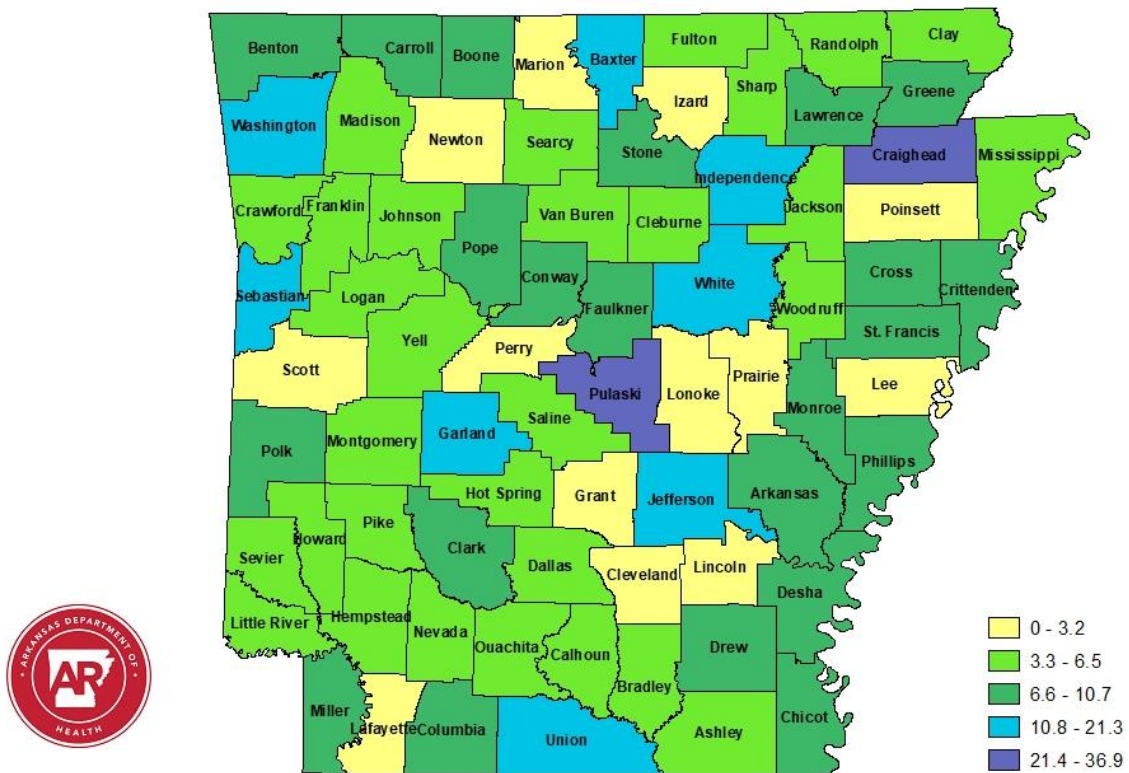 Benton
Carroll
Boone
Marion
Baxter
Fulton
Randolph
Clay
Washington
Madison
Newton
Searcy
Stone
Izard
Sharp
Lawrence
Greene
Independence
Craighead
Mississippi
Crawford
Franklin
Johnson
Pope
Van Buren
Cleburne
Jackson
Poinsett
Sebastian
Logan
Conway
Faulkner
White
Woodruff
Cross
Crittenden
St. Francis
Scott
Yell
Perry
Pulaski
Lonoke
Prairie
Monroe
Lee
Polk
Montgomery
Garland
Saline
Hot Spring
Grant
Jefferson
Arkansas
Phillips
Sevier
Howard
Pike
Clark
Dallas
Cleveland
Lincoln
Desha
Little River
Hempstead
Nevada
Ouachita
Calhoun
Bradley
Drew
Chicot
Miller
Lafayette
Columbia
Union
Ashley
ARKANSAS DEPARTMENT OF
AR
HEALTH
0 - 3.2
3.3 - 6.5
6.6 - 10.7
10.8 - 21.3
21.4 - 36.9